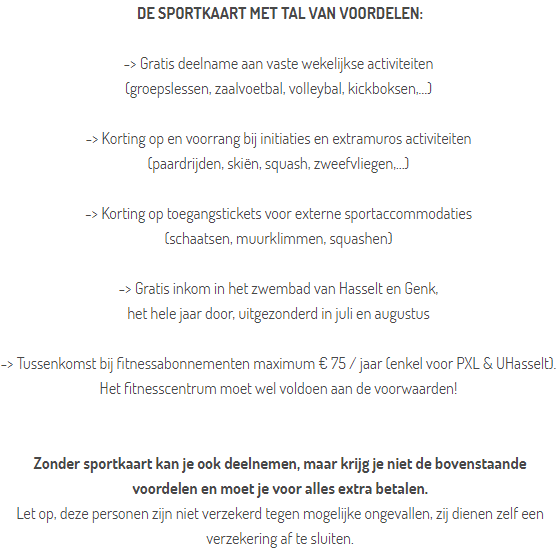 DE SPORTKAART MET TAL VAN VOORDELEN:
-> Gratis deelname aan vaste wekelijkse activiteiten
(groepslessen, zaalvoetbal, volleybal, kickboksen,...)
-> Korting op en voorrang bij initiaties en extramuros activiteiten
(paardrijden, skiën, squash, zweefvliegen,...)
-> Korting op toegangstickets voor externe sportaccommodaties
(schaatsen, muurklimmen, squashen)
-> Gratis inkom in het zwembad van Hasselt en Genk,
het hele jaar door, uitgezonderd in juli en augustus
-> Tussenkomst bij fitnessabonnementen maximum € 75 / jaar (enkel voor PXL & UHasselt).
Het fitnesscentrum moet wel voldoen aan de voorwaarden!
Zonder sportkaart kan je ook deelnemen, maar krijg je niet de bovenstaande
voordelen en moet je voor alles extra betalen.
Let op, deze personen zijn niet verzekerd tegen mogelijke ongevallen, zij dienen zelf een
verzekering af te sluiten.